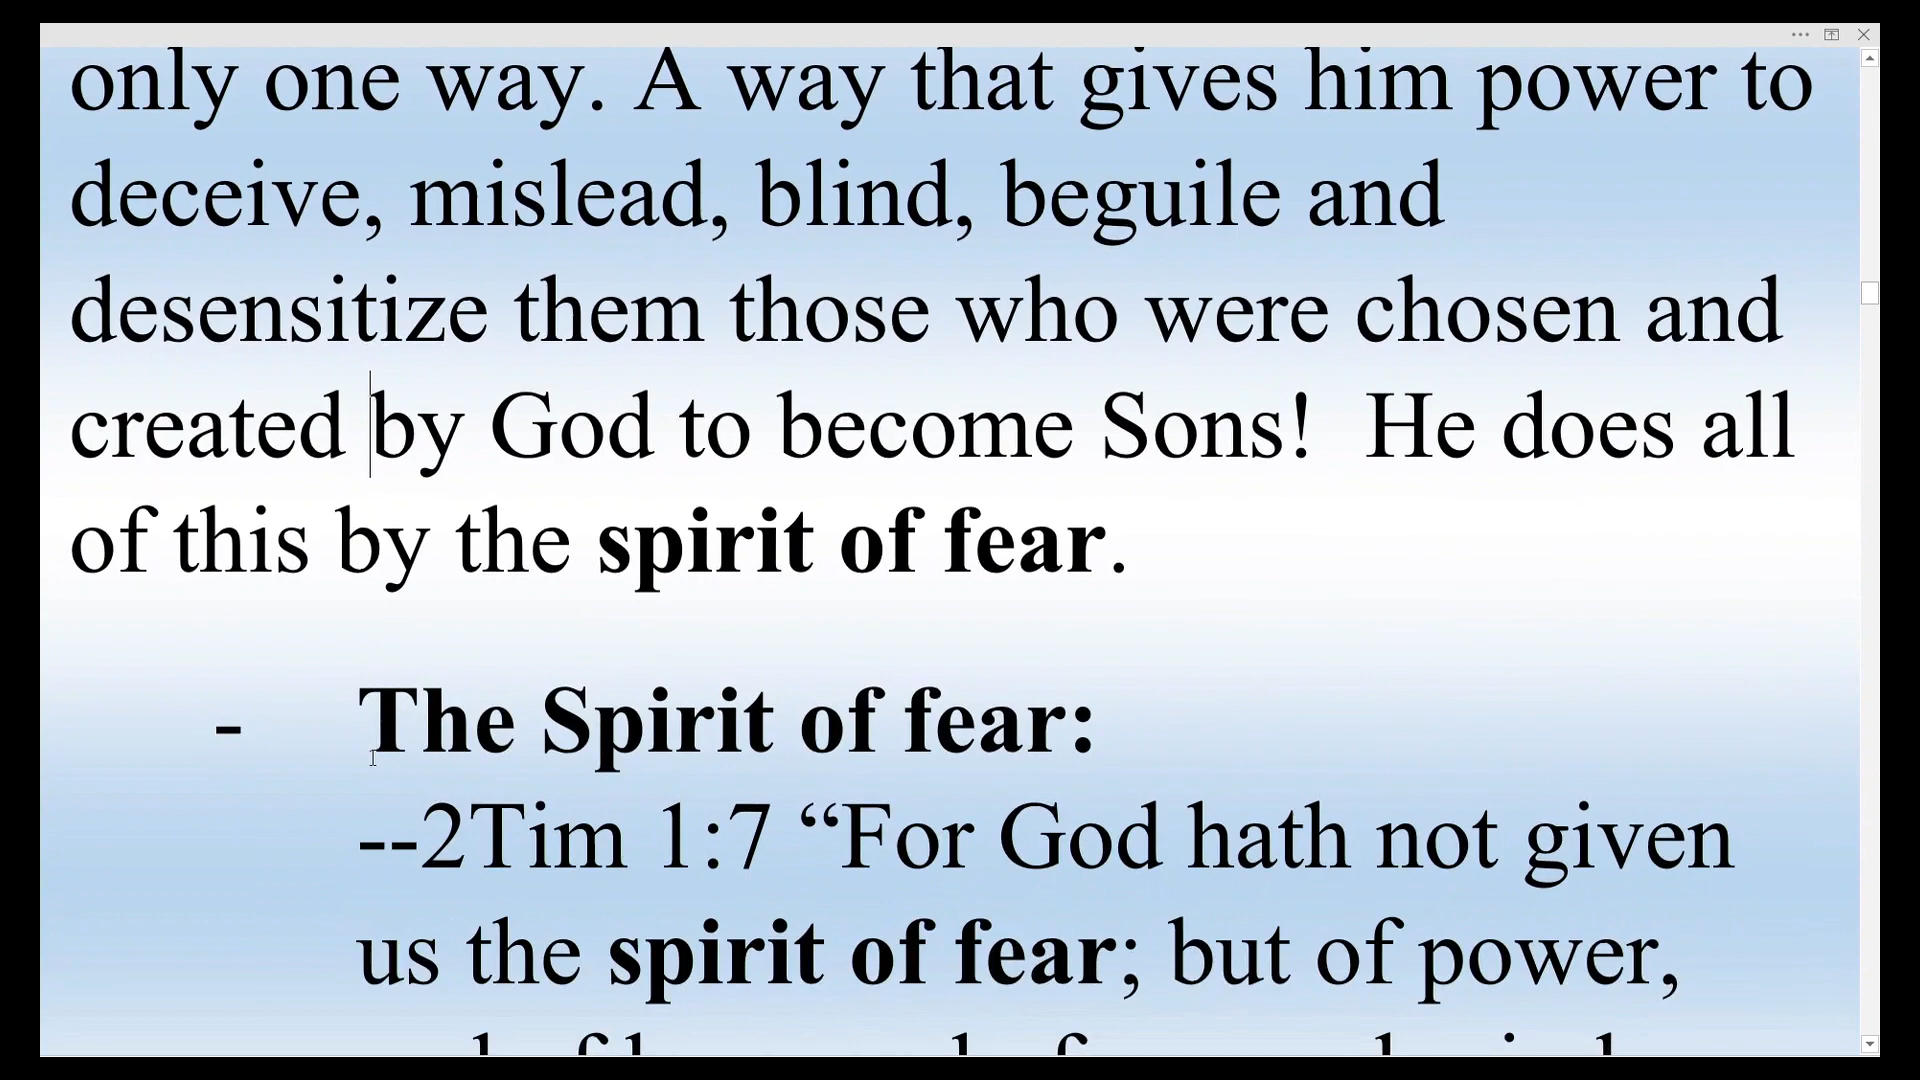 only one way. A way that gives him power to
deceive, mislead, blind, beguile and
desensitize them those who were chosen and
created by God to become Sons!  He does all
of this by the spirit of fear.
- The Spirit of fear:
--2Tim 1:7 “For God hath not given
us the spirit of fear; but of power,